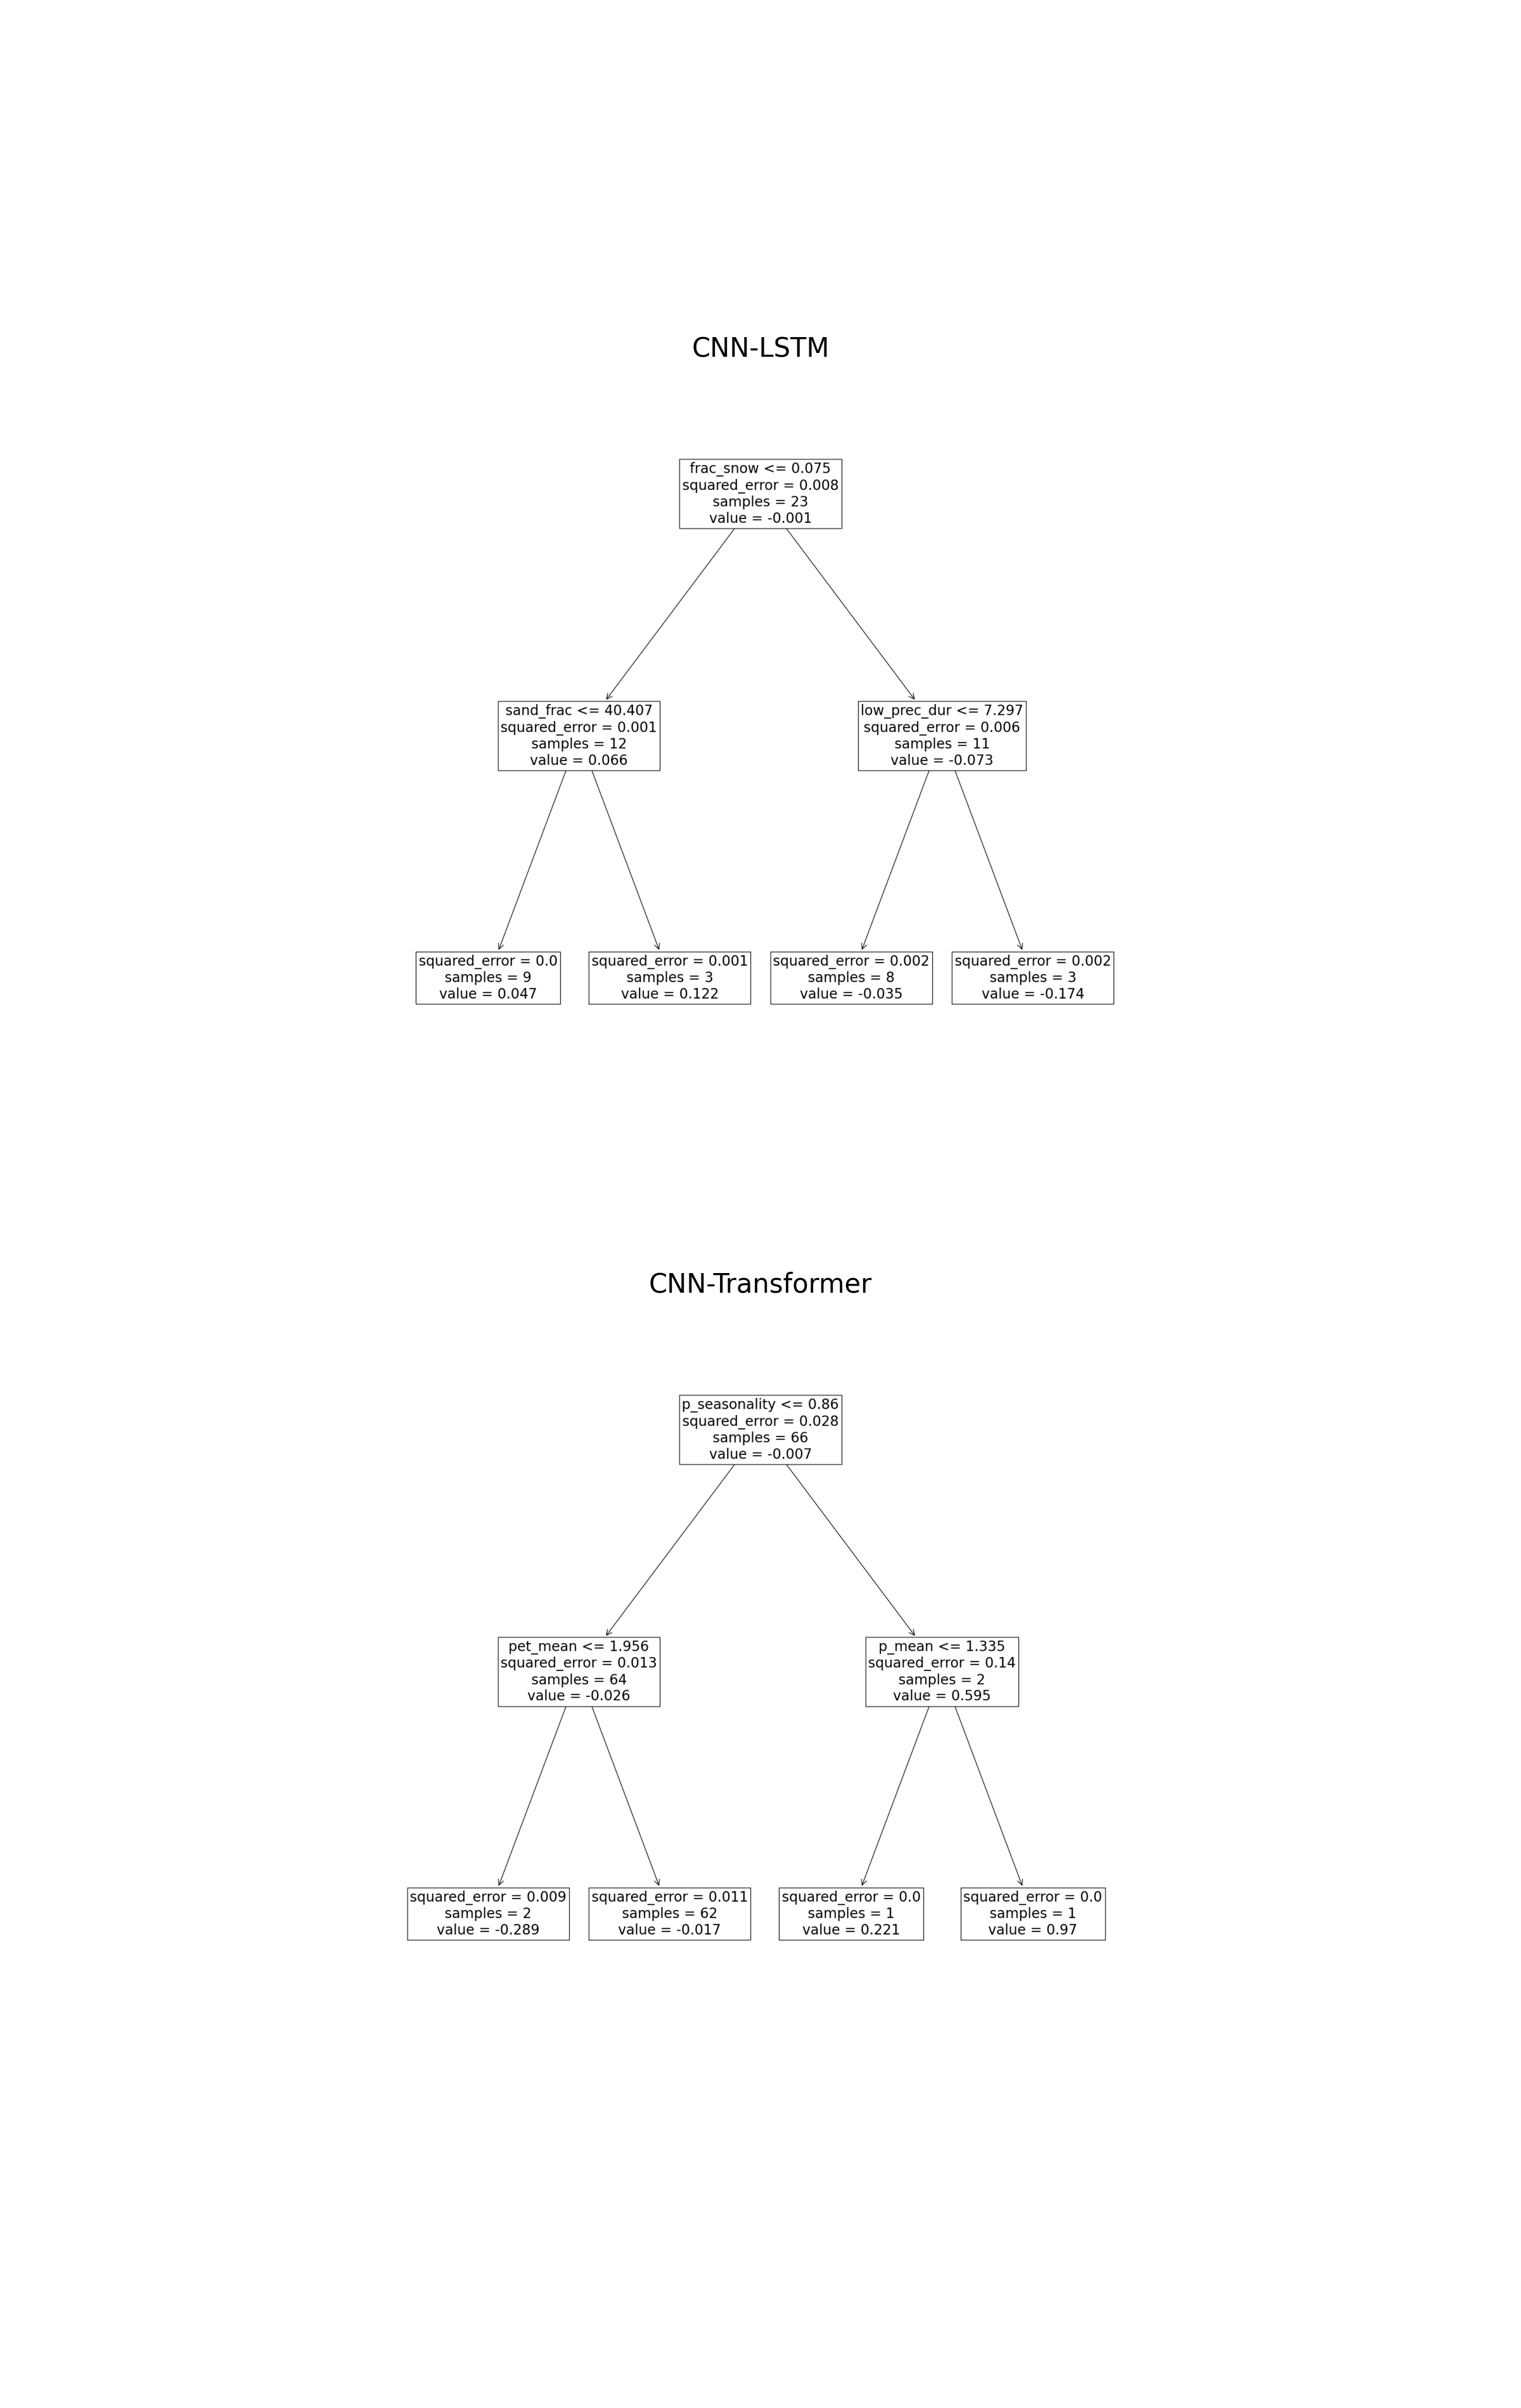 CNN-LSTM
frac_snow <= 0.075
squared_error = 0.008
samples = 23
value = -0.001
sand_frac <= 40.407
squared_error = 0.001
samples = 12
value = 0.066
low_prec_dur <= 7.297
squared_error = 0.006
samples = 11
value = -0.073
squared_error = 0.0
samples = 9
value = 0.047
squared_error = 0.001
samples = 3
value = 0.122
squared_error = 0.002
samples = 8
value = -0.035
squared_error = 0.002
samples = 3
value = -0.174
CNN-Transformer
p_seasonality <= 0.86
squared_error = 0.028
samples = 66
value = -0.007
pet_mean <= 1.956
squared_error = 0.013
samples = 64
value = -0.026
p_mean <= 1.335
squared_error = 0.14
samples = 2
value = 0.595
squared_error = 0.009
samples = 2
value = -0.289
squared_error = 0.011
samples = 62
value = -0.017
squared_error = 0.0
samples = 1
value = 0.221
squared_error = 0.0
samples = 1
value = 0.97